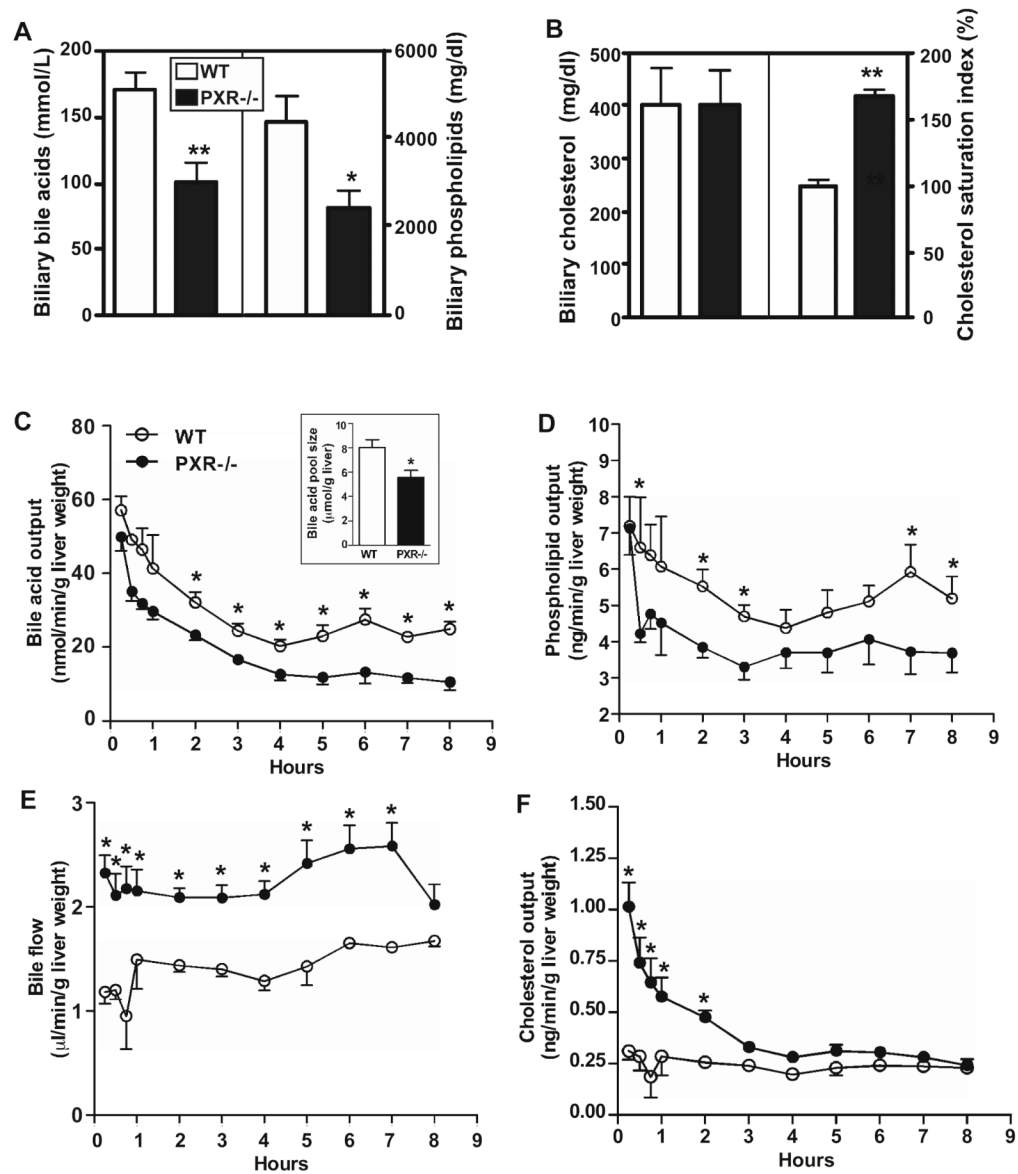 A
Biliary bile acids (mmol/L)
200
150
100
50
0
WT
PXR-/-
**
*
6000
4000
2000
0
Biliary phospholipids (mg/dl)
B
Biliary cholesterol (mg/dl)
500
400
300
400
200
100
0
**
**
200
150
100
50
0
Cholesterol saturation index (%)
C
Bile acid output
(nmol/min/g liver weight)
80
60
40
20
0
WT
PXR-/-
Bile acid pool size
(μmol/g liver)
10
8
6
4
2
0
*
WT PXR-/-
* * * * * * *
0 1 2 3 4 5 6 7 8 9
Hours
D
Phospholipid output
(ng/min/g liver weight)
8
7
6
5
4
3
2
* * * * *
0 1 2 3 4 5 6 7 8 9
Hours
E
Bile flow
(μl/min/g liver weight)
3
2
1
0
* * * * * * * * * *
0 1 2 3 4 5 6 7 8 9
Hours
F
Cholesterol output
(ng/min/g liver weight)
1.50
1.25
1.00
0.75
0.50
0.25
0.00
* * * * *
0 1 2 3 4 5 6 7 8 9
Hours